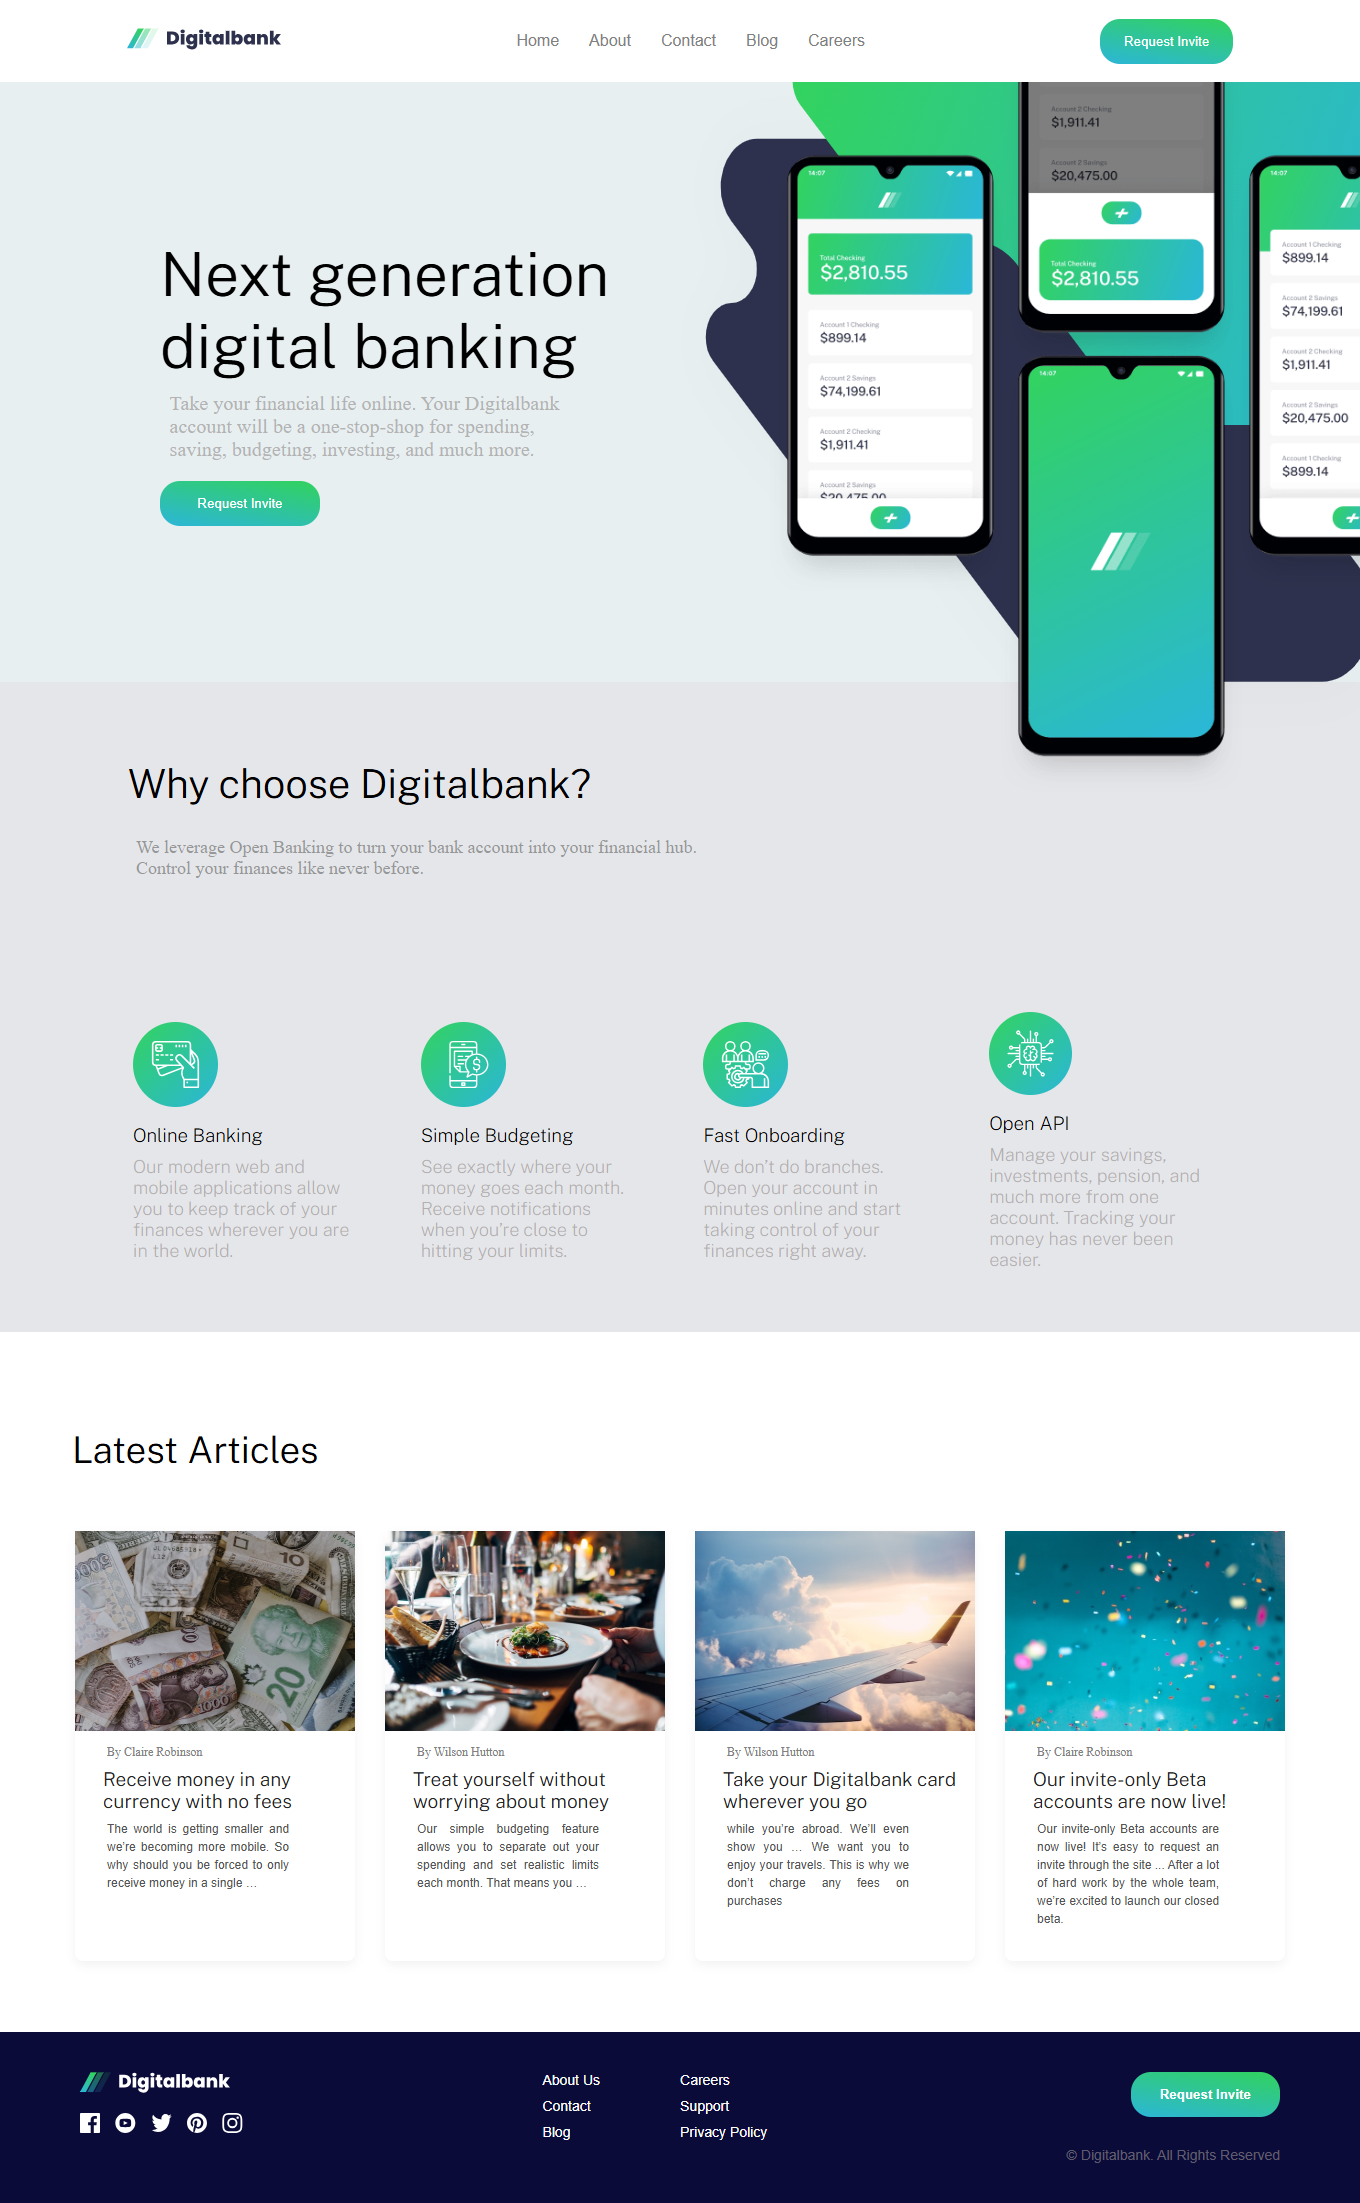 Digitalbank
Home About Contact Blog Careers
Request Invite
Next generation
digital banking
Take your financial life online. Your Digitalbank
account will be a one-stop-shop for spending,
saving, budgeting, investing, and much more.
Request Invite
14:07
Total Checking
$2,810.55
Account 1 Checking
$899.14
Account 2 Savings
$74,199.61
Account 2 Checking
$1,911.41
Account 2 Savings
$20,475.00
Account 2 Checking
$1,911.41
Account 2 Savings
$20,475.00
Total Checking
$2,810.55
14:07
14:07
Account 1 Checking
$899.14
Account 2 Savings
$74,199.61
Account 2 Checking
$1,911.41
Account 2 Savings
$20,475.00
Account 1 Checking
$899.14
Why choose Digitalbank?
We leverage Open Banking to turn your bank account into your financial hub.
Control your finances like never before.
Online Banking
Our modern web and
mobile applications allow
you to keep track of your
finances wherever you are
in the world.
Simple Budgeting
See exactly where your
money goes each month.
Receive notifications
when you’re close to
hitting your limits.
Fast Onboarding
We don’t do branches.
Open your account in
minutes online and start
taking control of your
finances right away.
Open API
Manage your savings,
investments, pension, and
much more from one
account. Tracking your
money has never been
easier.
Latest Articles
10
20
1000
By Claire Robinson
Receive money in any
currency with no fees
The world is getting smaller and
we’re becoming more mobile. So
why should you be forced to only
receive money in a single …
By Wilson Hutton
Treat yourself without
worrying about money
Our simple budgeting feature
allows you to separate out your
spending and set realistic limits
each month. That means you …
By Wilson Hutton
Take your Digitalbank card
wherever you go
while you’re abroad. We’ll even
show you … We want you to
enjoy your travels. This is why we
don’t charge any fees on
purchases
By Claire Robinson
Our invite-only Beta
accounts are now live!
Our invite-only Beta accounts are
now live! It’s easy to request an
invite through the site ... After a lot
of hard work by the whole team,
we’re excited to launch our closed
beta.
Digitalbank
About Us
Contact
Blog
Careers
Support
Privacy Policy
Request Invite
© Digitalbank. All Rights Reserved